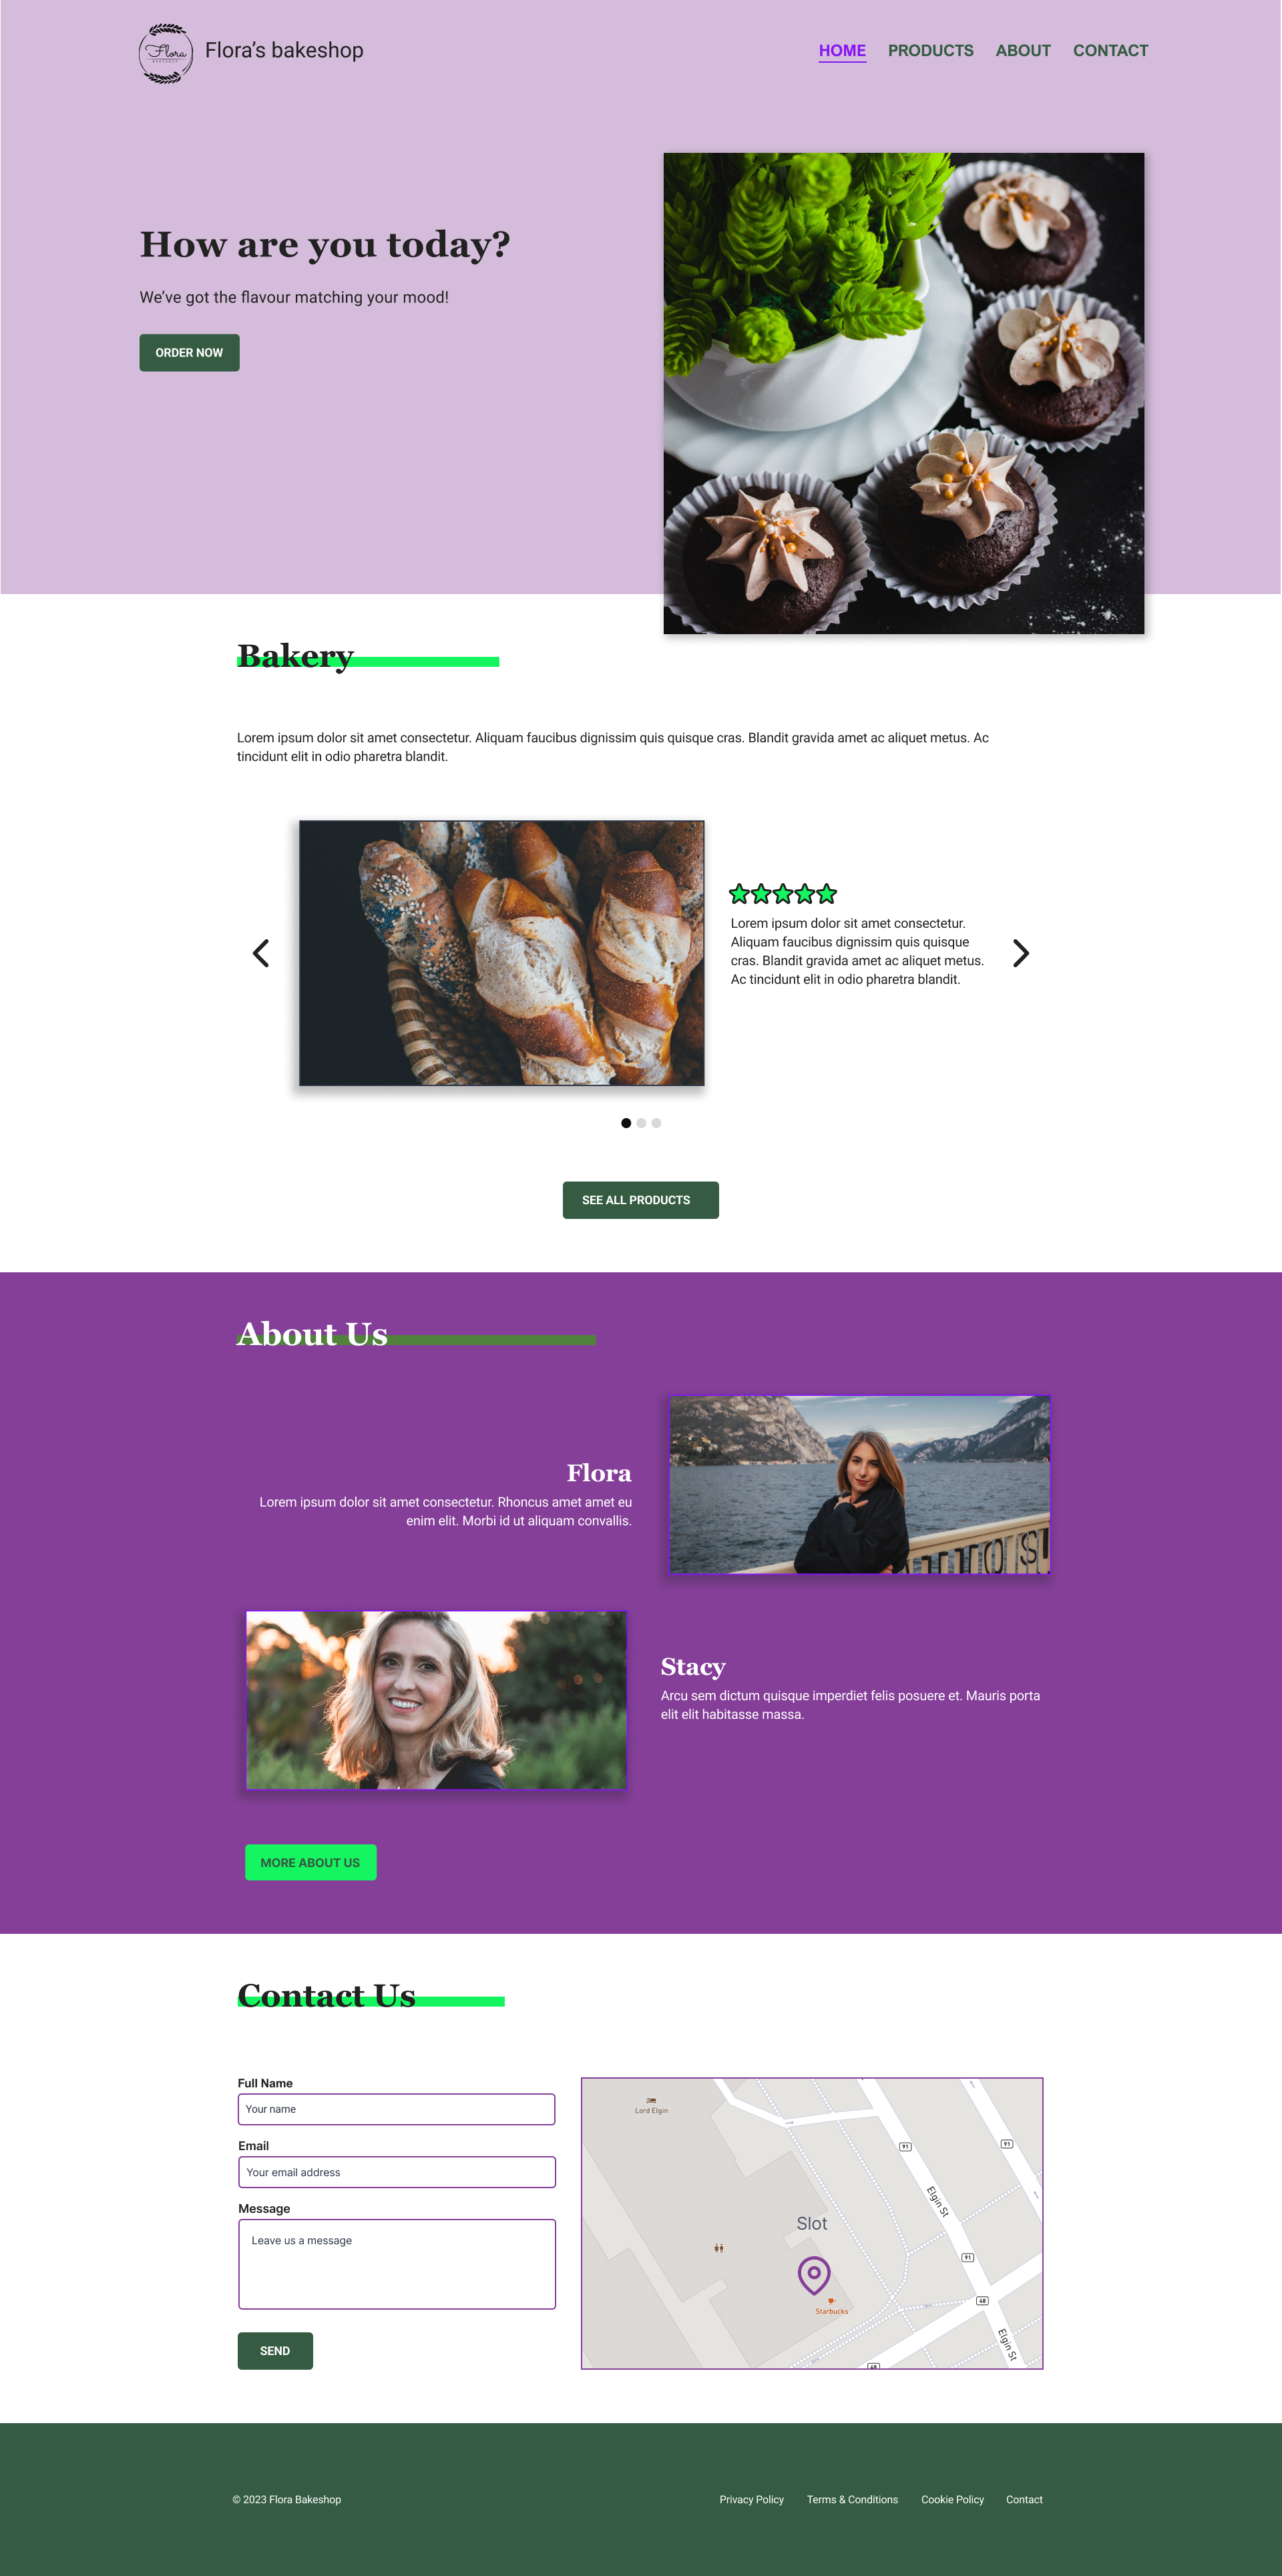 Flora
BAKESHOP
Flora’s bakeshop
HOME PRODUCTS ABOUT CONTACT
How are you today?
We’ve got the flavour matching your mood!
ORDER NOW
Bakery
Lorem ipsum dolor sit amet consectetur. Aliquam faucibus dignissim quis quisque cras. Blandit gravida amet ac aliquet metus. Ac
tincidunt elit in odio pharetra blandit.
Lorem ipsum dolor sit amet consectetur.
Aliquam faucibus dignissim quis quisque
cras. Blandit gravida amet ac aliquet metus.
Ac tincidunt elit in odio pharetra blandit.
SEE ALL PRODUCTS
About Us
Flora
Lorem ipsum dolor sit amet consectetur. Rhoncus amet amet eu
enim elit. Morbi id ut aliquam convallis.
Stacy
Arcu sem dictum quisque imperdiet felis posuere et. Mauris porta
elit elit habitasse massa.
MORE ABOUT US
Contact Us
Full Name
Your name
Email
Your email address
Message
Leave us a message
SEND
Lord Elgin
91
91
Elgin St
Slot
91
48
Starbucks
Elgin St
48
© 2023 Flora Bakeshop
Privacy Policy Terms & Conditions Cookie Policy Contact